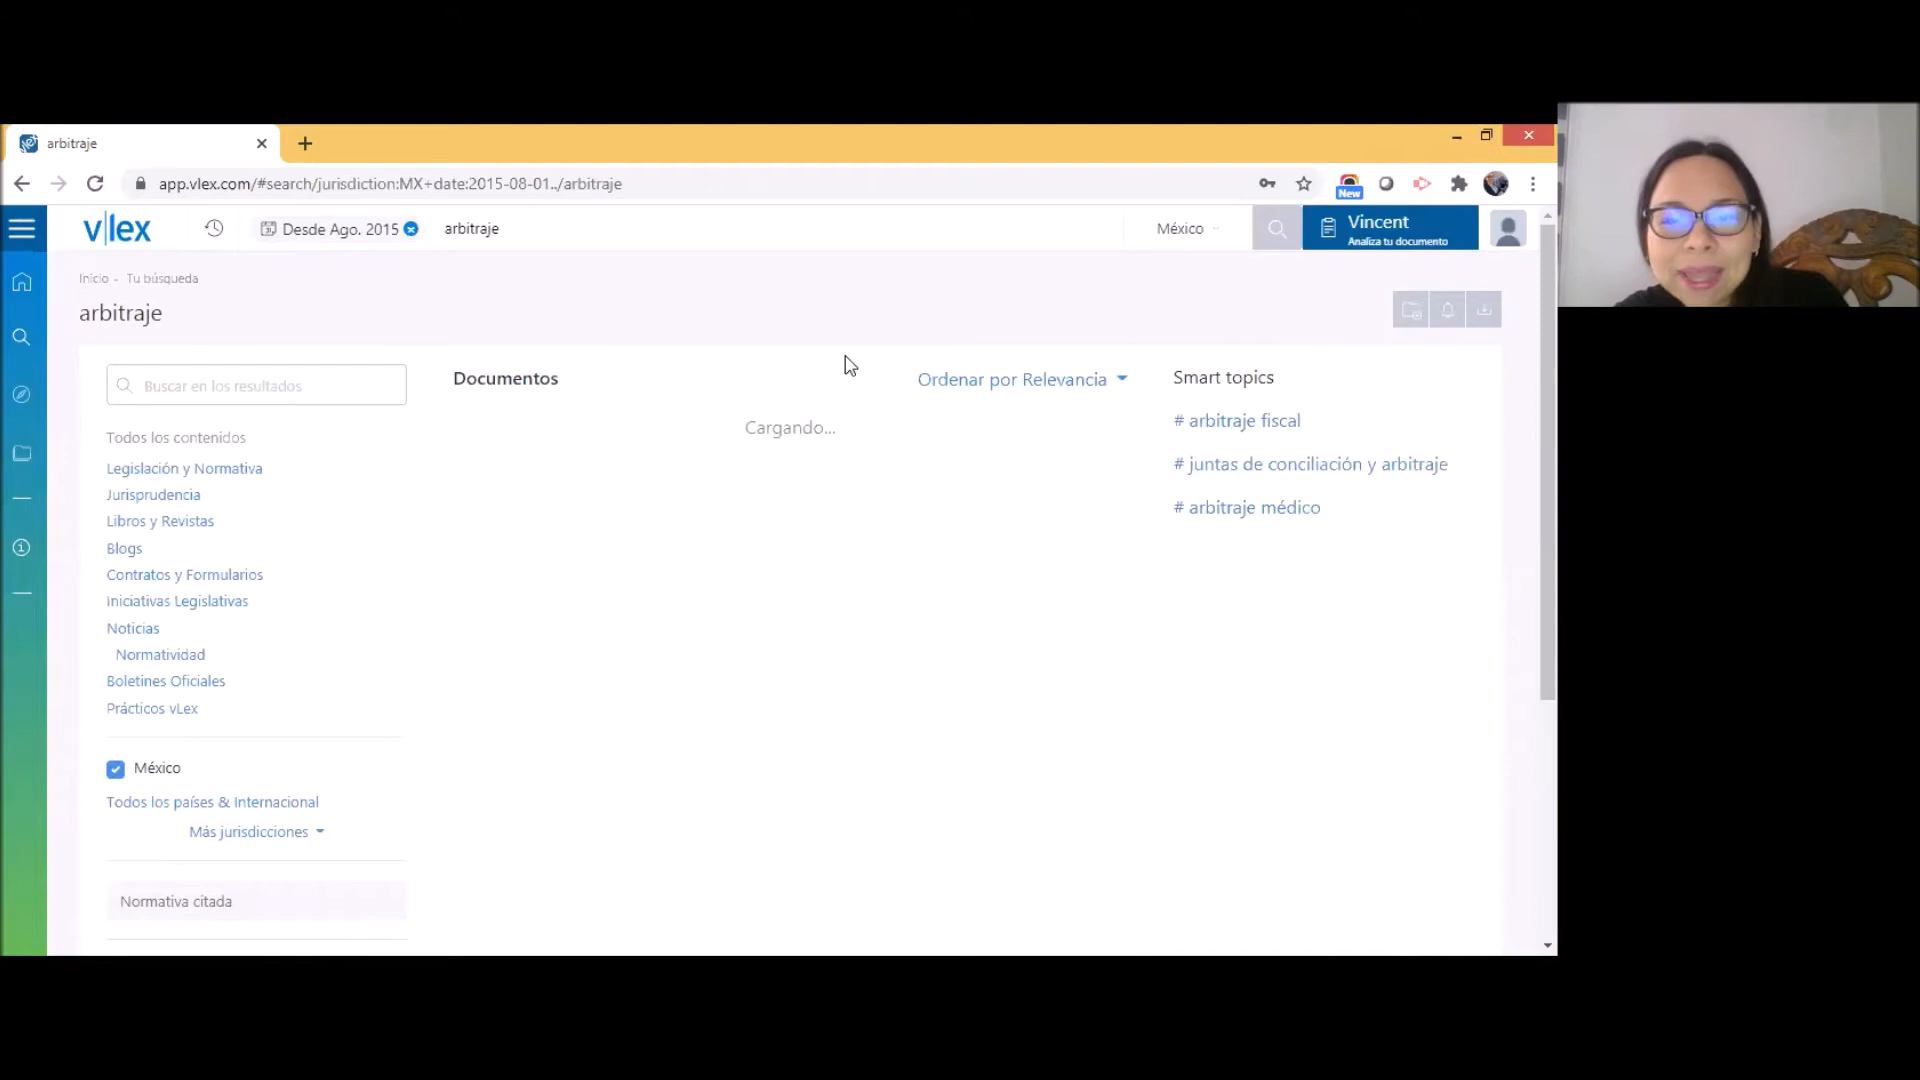 arbitraje
app.vlex.com/#search/jurisdiction:MX+date:2015-08-01../arbitraje
New
v|lex
Desde Ago. 2015
arbitraje
México
Vincent
Analiza tu documento
Inicio - Tu búsqueda
arbitraje
Buscar en los resultados
Todos los contenidos
Legislación y Normativa
Jurisprudencia
Libros y Revistas
Blogs
Contratos y Formularios
Iniciativas Legislativas
Noticias
Normatividad
Boletines Oficiales
Prácticos vLex
México
Todos los países & Internacional
Más jurisdicciones
Normativa citada
Documentos
Ordenar por Relevancia
Cargando...
Smart topics
# arbitraje fiscal
# juntas de conciliación y arbitraje
# arbitraje médico